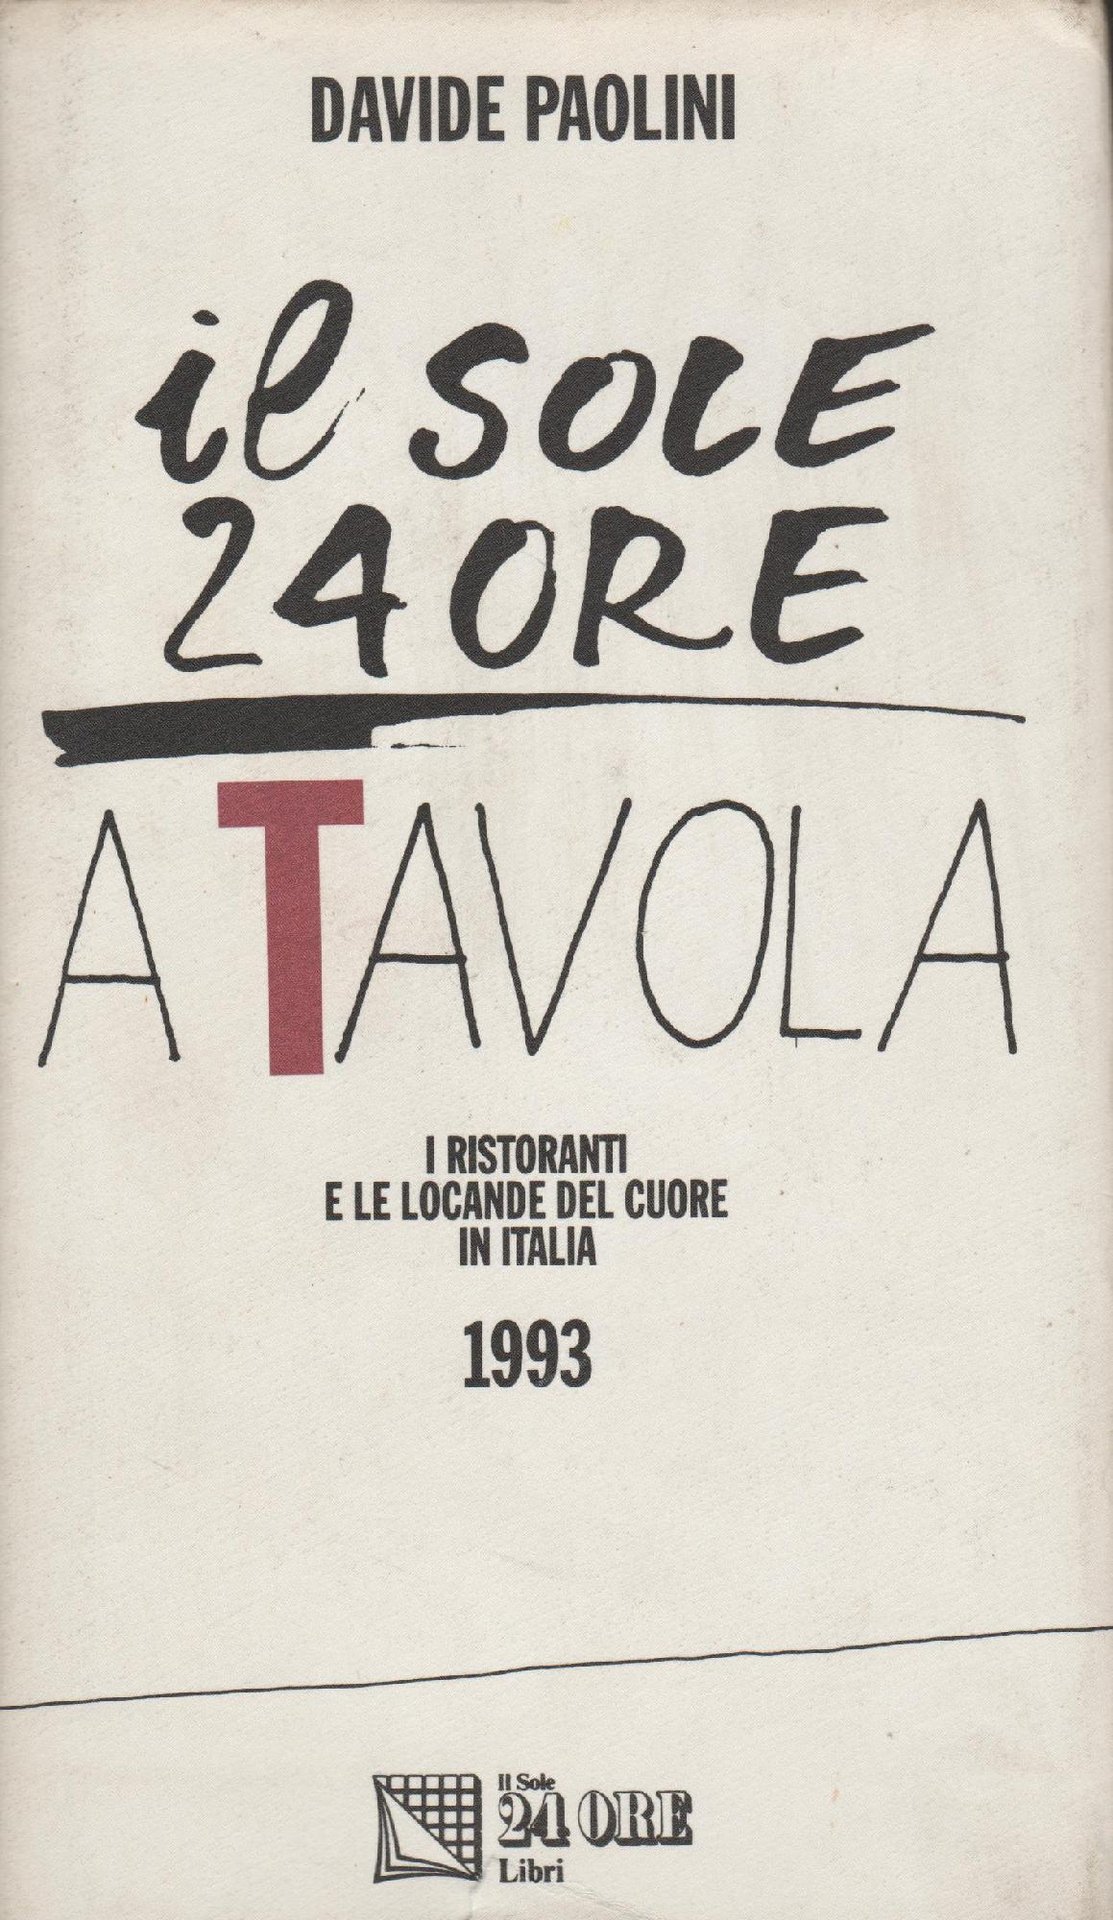 DAVIDE PAOLINI
il SOLE
24 ORE
A TAVOLA
I RISTORANTI
E LE LOCANDE DEL CUORE
IN ITALIA
1993
Il Sole
24 ORE
Libri